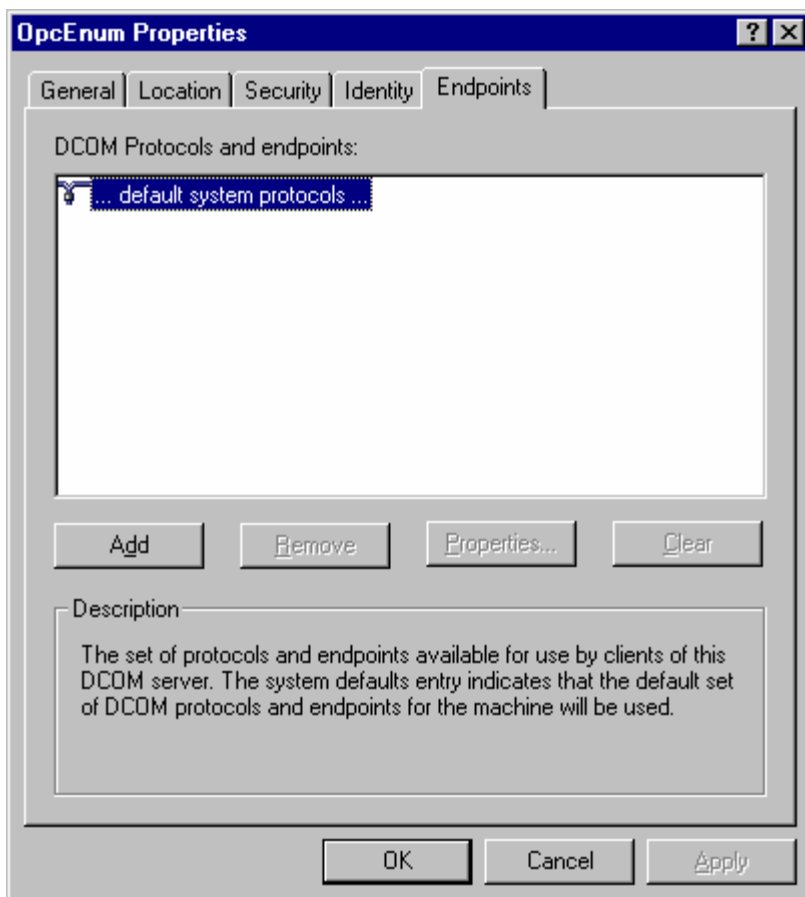 OpcEnum Properties
General Location Security Identity Endpoints
DCOM Protocols and endpoints:
... default system protocols ...
Add Remove Properties... Clear
Description
The set of protocols and endpoints available for use by clients of this
DCOM server. The system defaults entry indicates that the default set
of DCOM protocols and endpoints for the machine will be used.
OK Cancel Apply